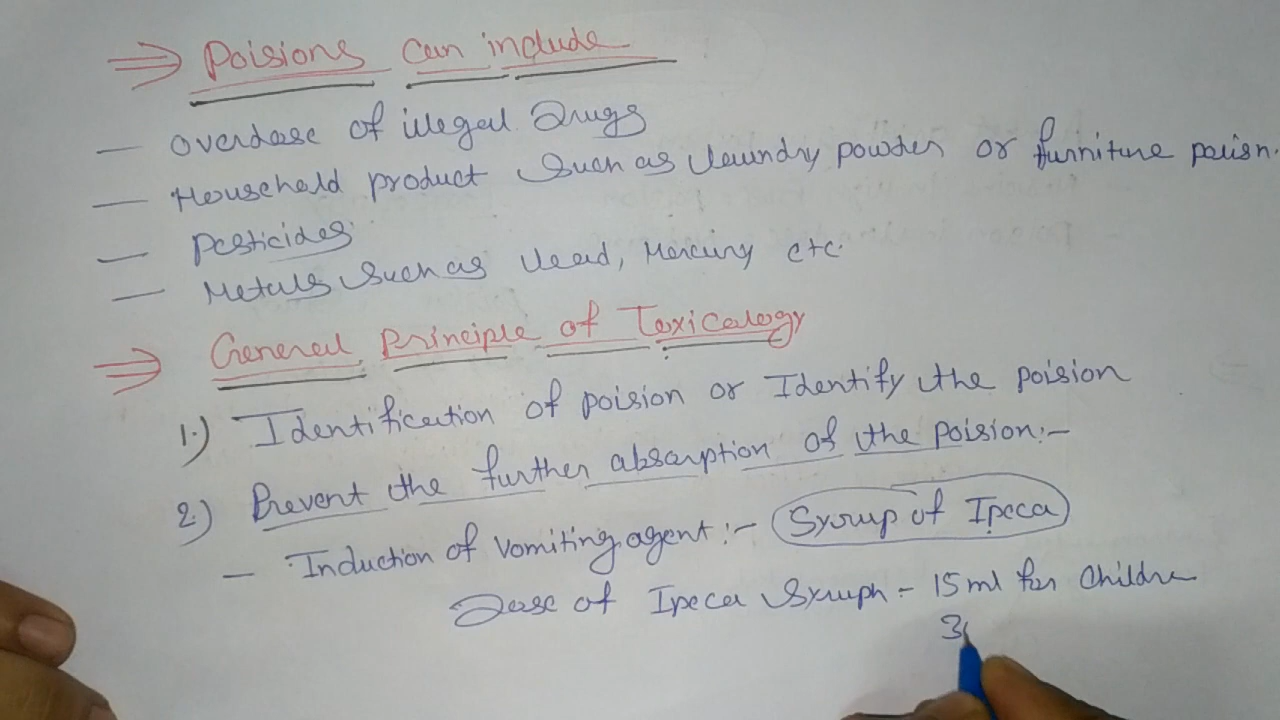 ⇒ Poisions can include
— overdose of illegal Drugs
— Household product Such as laundry powder or furniture polish.
— Pesticides
— Metals Such as lead, Mercury etc.
⇒ General Principle of Toxicology
1.) Identification of poision or Identify the poision
2.) Prevent the further absorption of the poision:-
— Induction of vomiting agent :- Syrup of Ipeca
Dose of Ipeca Syruph - 15 ml for Childre
3